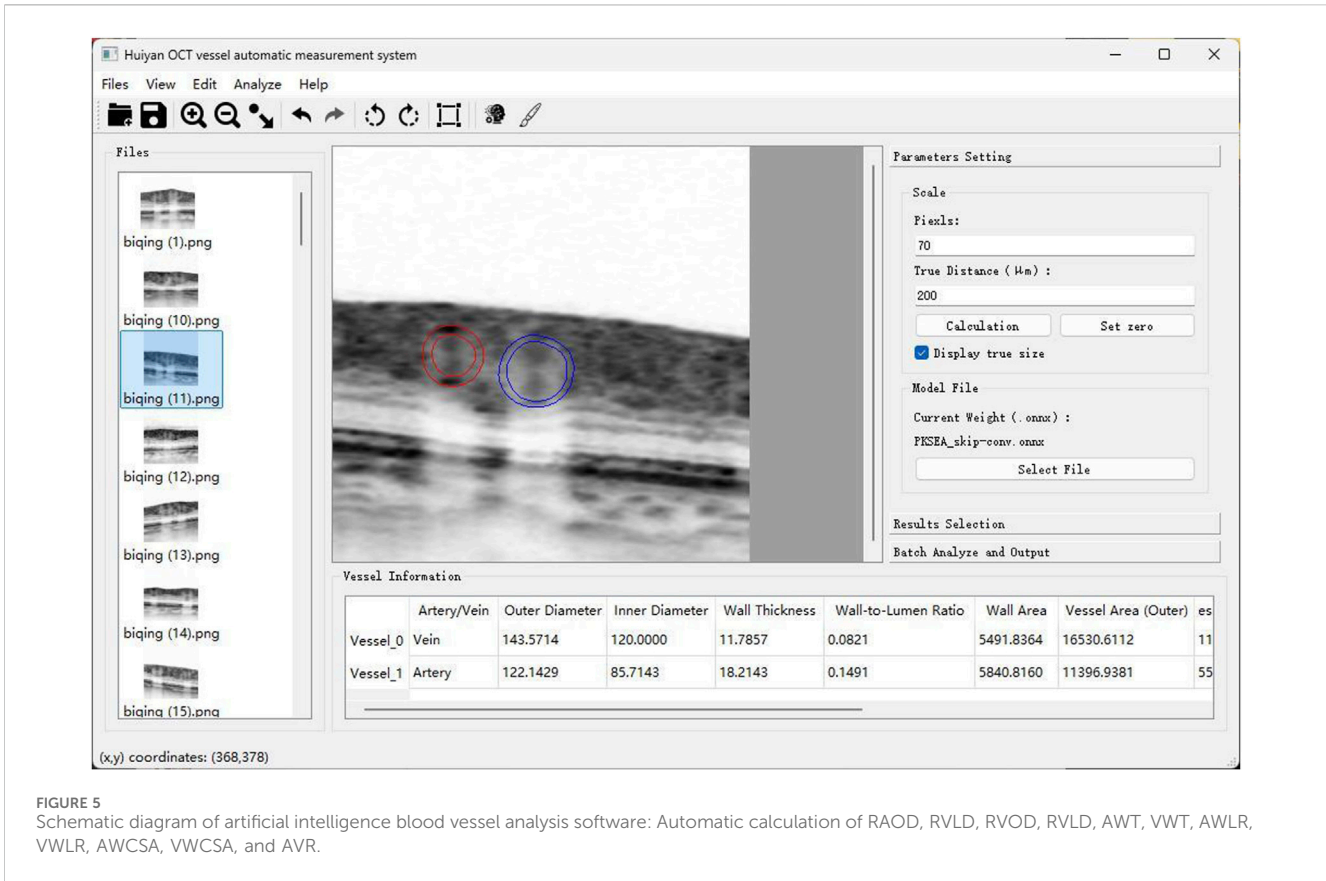 Huiyan OCT vessel automatic measurement system
Files View Edit Analyze Help
Files
biqing (1).png
biqing (10).png
biqing (11).png
biqing (12).png
biqing (13).png
biqing (14).png
biqing (15).png
Parameters Setting
Scale
Piexls:
70
True Distance (μm) :
200
Calculation Set zero
Display true size
Model File
Current Weight (.onnx) :
PKSEA_skip-conv.onnx
Select File
Results Selection
Batch Analyze and Output
Vessel Information
Artery/Vein Outer Diameter Inner Diameter Wall Thickness Wall-to-Lumen Ratio Wall Area Vessel Area (Outer) es
Vessel_0 Vein 143.5714 120.0000 11.7857 0.0821 5491.8364 16530.6112 11
Vessel_1 Artery 122.1429 85.7143 18.2143 0.1491 5840.8160 11396.9381 55
(x,y) coordinates: (368,378)
FIGURE 5
Schematic diagram of artificial intelligence blood vessel analysis software: Automatic calculation of RAOD, RVLD, RVOD, RVLD, AWT, VWT, AWLR,
VWLR, AWCSA, VWCSA, and AVR.